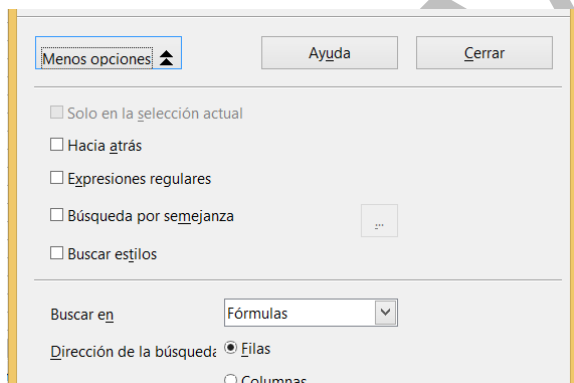 Menos opciones Ayuda Cerrar
Solo en la selección actual
Hacia atrás
Expresiones regulares
Búsqueda por semejanza ...
Buscar estilos
Buscar en Fórmulas
Dirección de la búsqueda Filas
Columnas